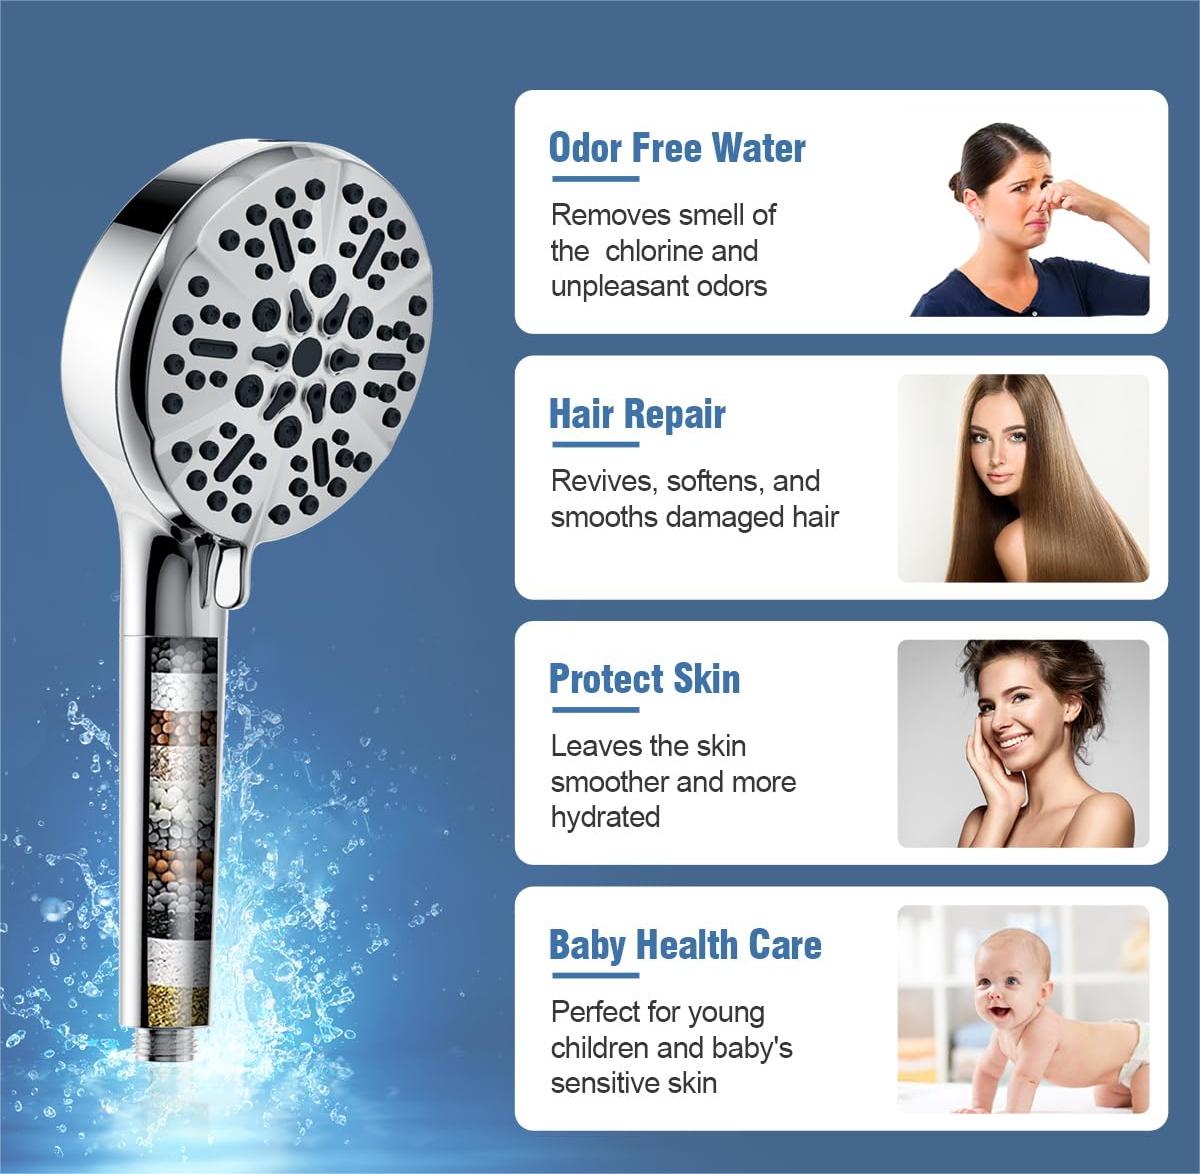 Odor Free Water
Removes smell of
the  chlorine and
unpleasant odors
Hair Repair
Revives, softens, and
smooths damaged hair
Protect Skin
Leaves the skin
smoother and more
hydrated
Baby Health Care
Perfect for young
children and baby's
sensitive skin